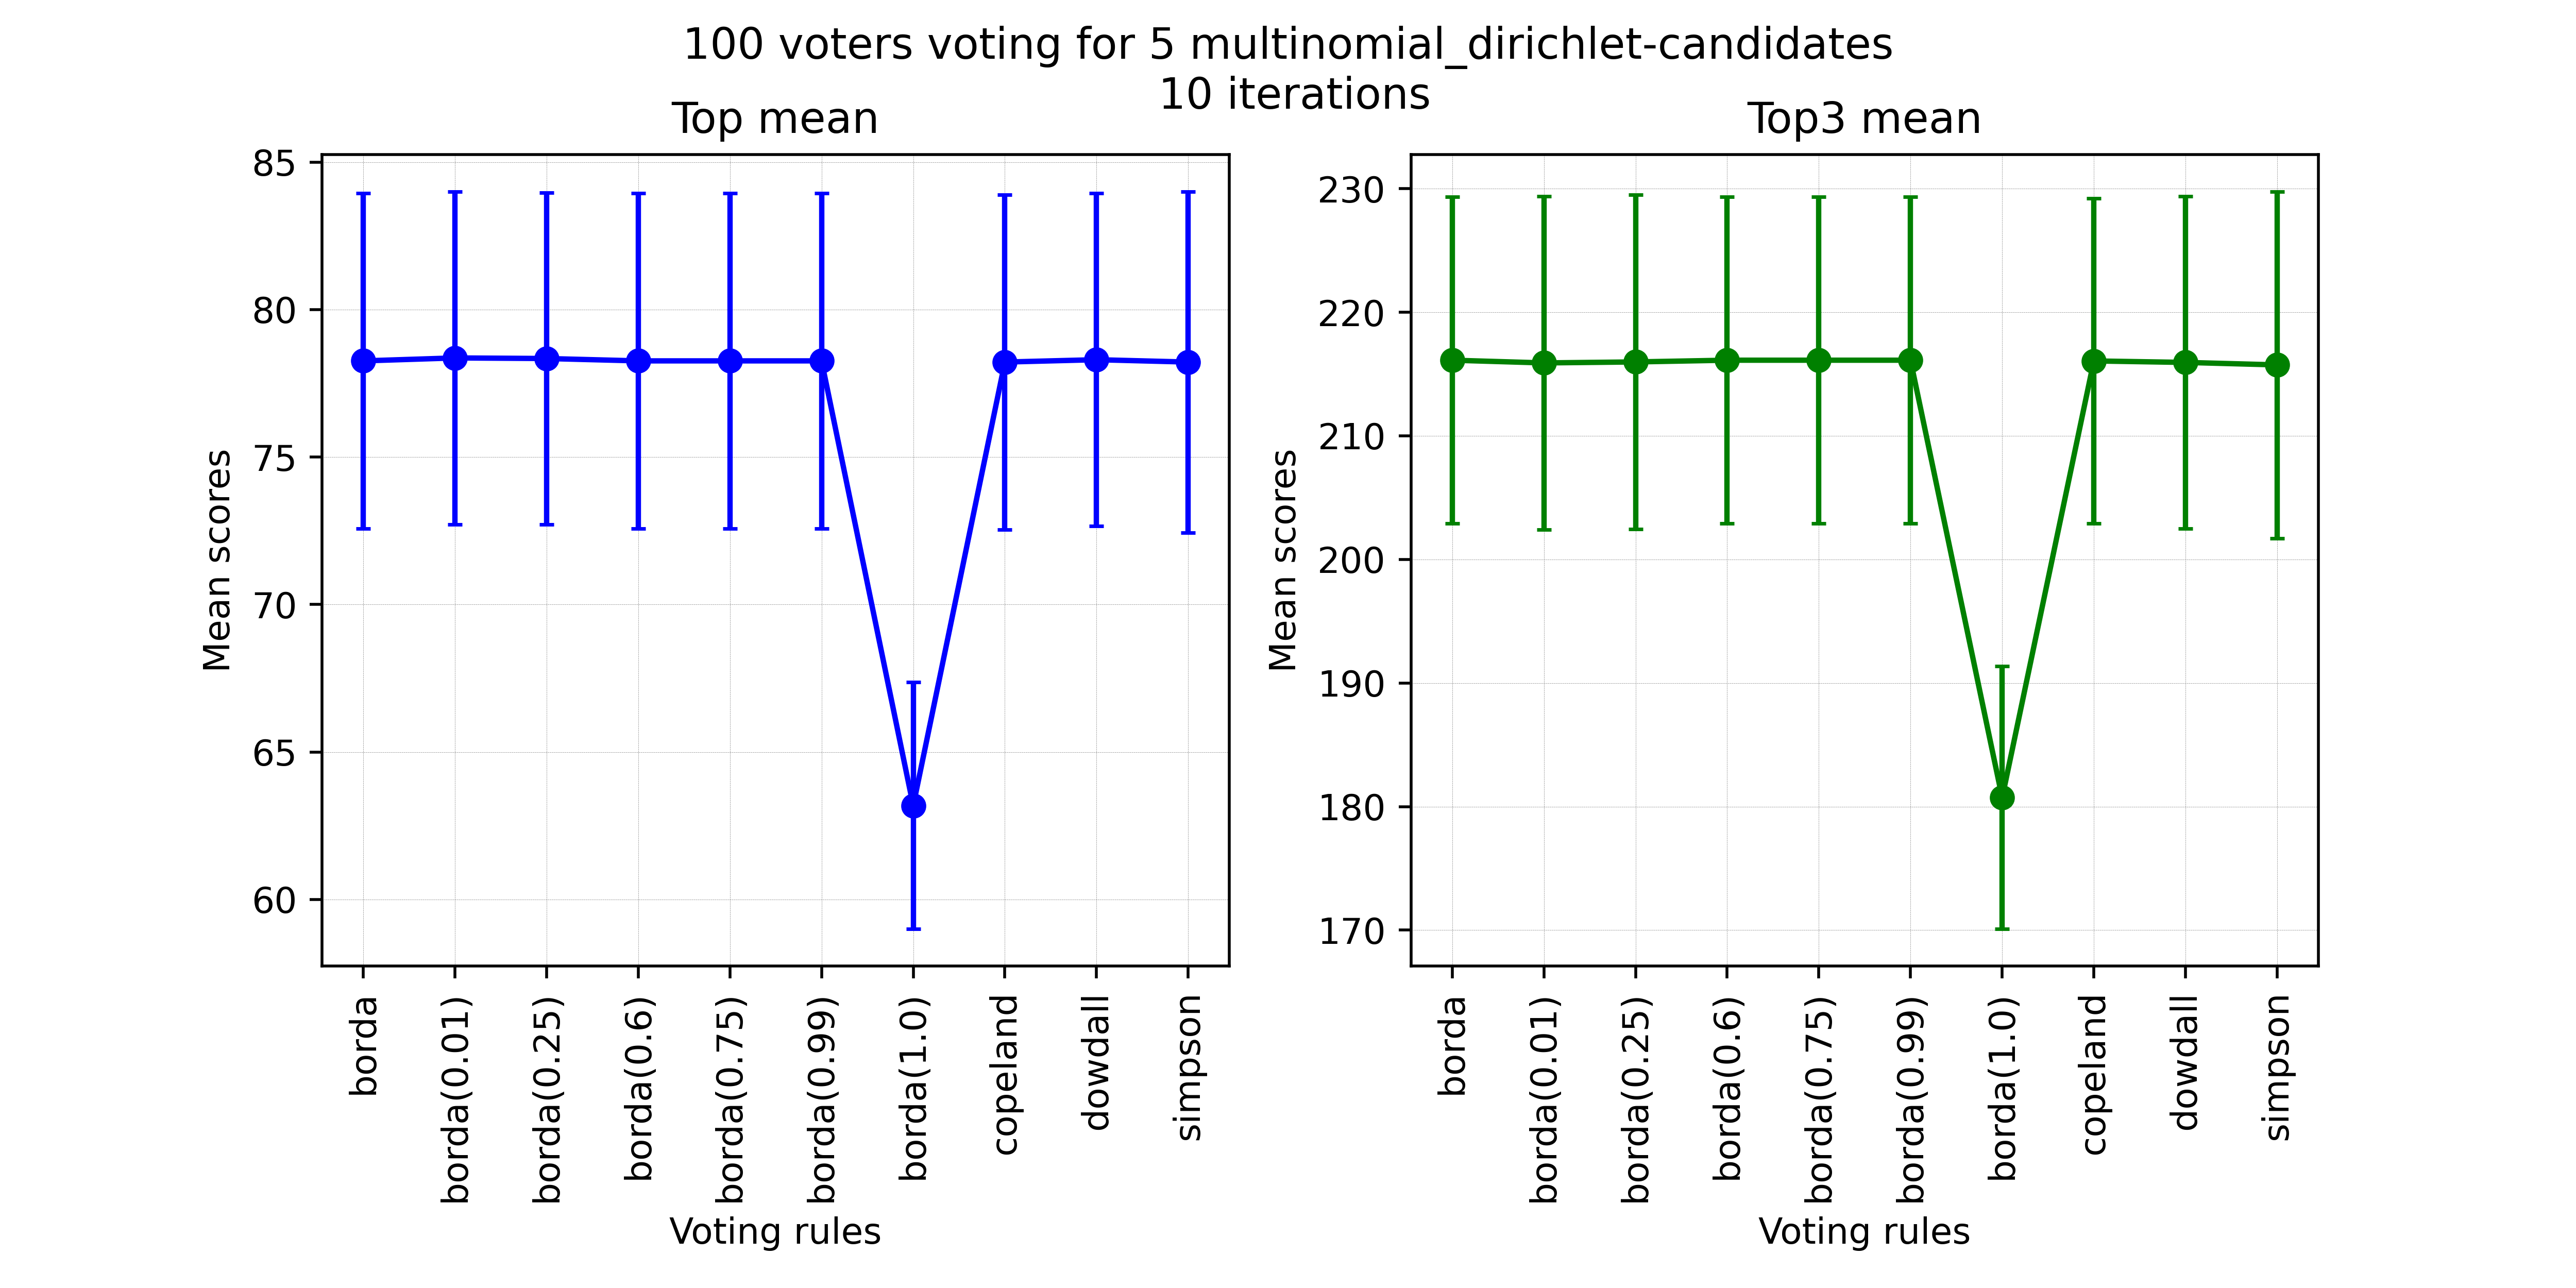 100 voters voting for 5 multinomial_dirichlet-candidates
10 iterations
Top mean
85
80
75
70
65
60
Mean scores
borda
borda(0.01)
borda(0.25)
borda(0.6)
borda(0.75)
borda(0.99)
borda(1.0)
copeland
dowdall
simpson
Voting rules
Top3 mean
230
220
210
200
190
180
170
Mean scores
borda
borda(0.01)
borda(0.25)
borda(0.6)
borda(0.75)
borda(0.99)
borda(1.0)
copeland
dowdall
simpson
Voting rules